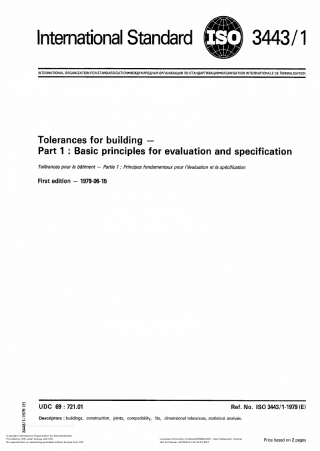 International Standard ISO 3443/1
INTERNATIONAL ORGANIZATION FOR STANDARDIZATION•МЕЖДУНАРОДНАЯ ОРГАНИЗАЦИЯ ПО СТАНДАРТИЗАЦИИ•ORGANISATION INTERNATIONALE DE NORMALISATION
Tolerances for building —
Part 1 : Basic principles for evaluation and specification
Tolérances pour le bâtiment — Partie 1 : Principes fondamentaux pour l'évaluation et la spécification
First edition — 1979-06-15
UDC 69 : 721.01 Ref. No. ISO 3443/1-1979 (E)
Descriptors : buildings, construction, joints, compatibility, fits, dimensional tolerances, statistical analysis.
Price based on 2 pages
ISO 3443/1-1979 (E)